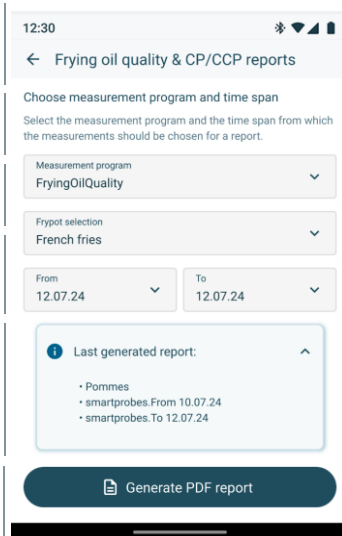 12:30
Frying oil quality & CP/CCP reports
Choose measurement program and time span
Select the measurement program and the time span from which
the measurements should be chosen for a report.
Measurement program
FryingOilQuality
Frypot selection
French fries
From
12.07.24
To
12.07.24
Last generated report:
• Pommes
• smartprobes.From 10.07.24
• smartprobes.To 12.07.24
Generate PDF report